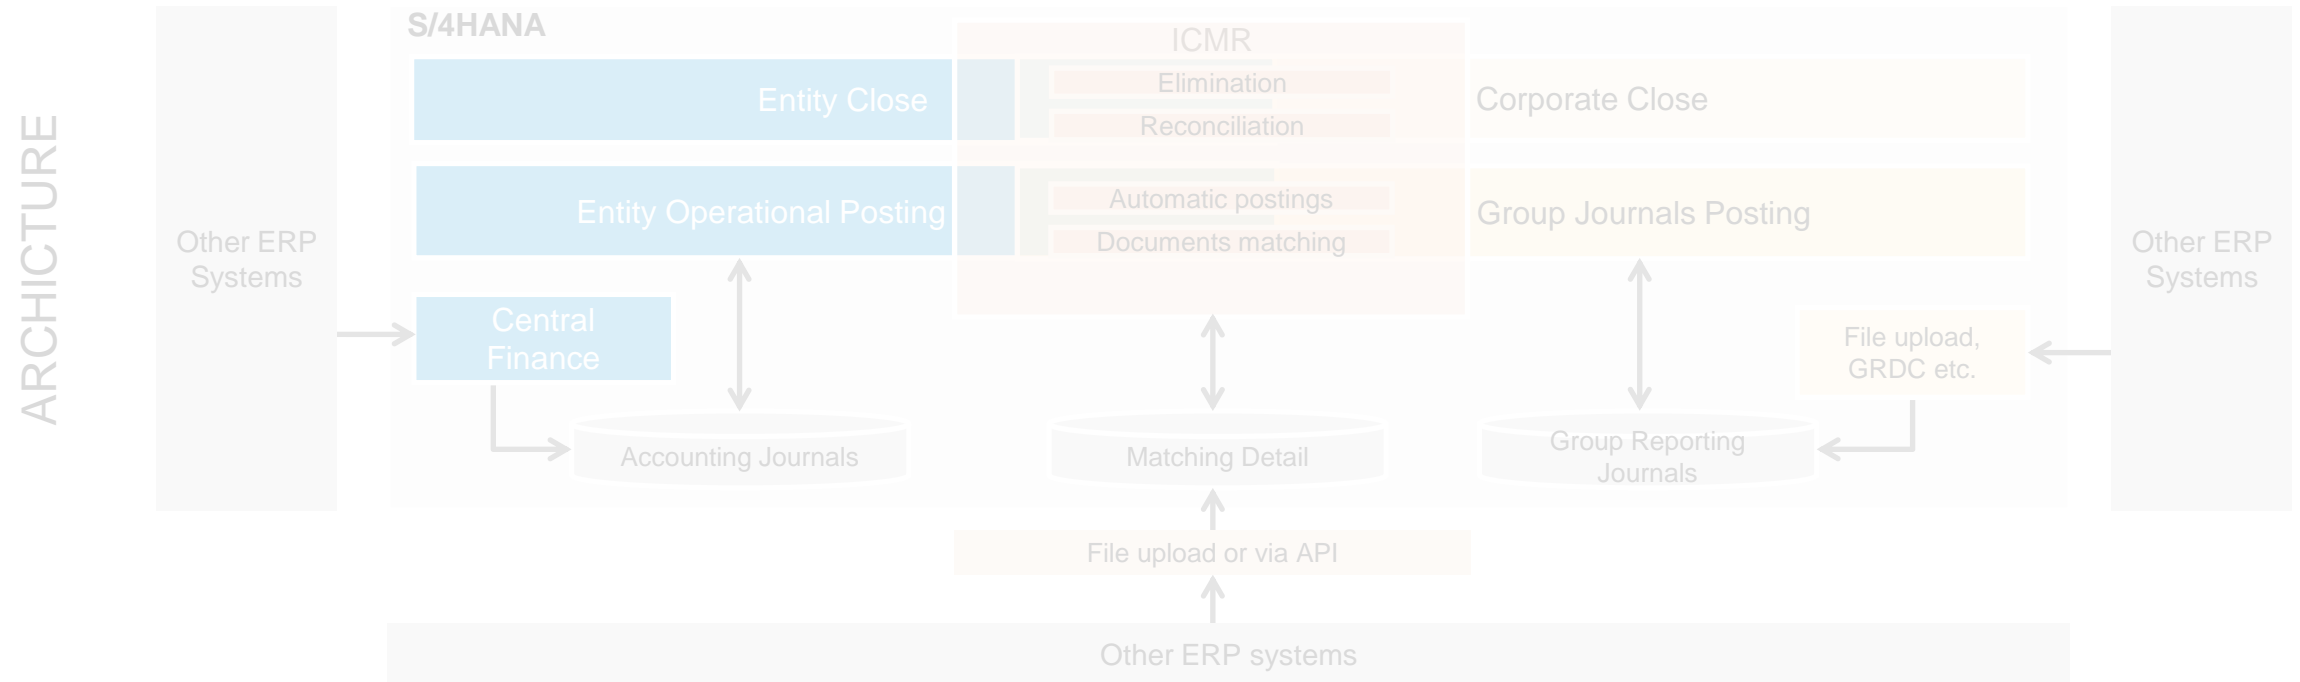 ARCHICTURE
S/4HANA
ICMR
Entity Close
Elimination
Reconciliation
Corporate Close
Entity Operational Posting
Automatic postings
Documents matching
Group Journals Posting
Other ERP
Systems
Other ERP
Systems
Central
Finance
File upload,
GRDC etc.
Accounting Journals
Matching Detail
Group Reporting
Journals
File upload or via API
Other ERP systems